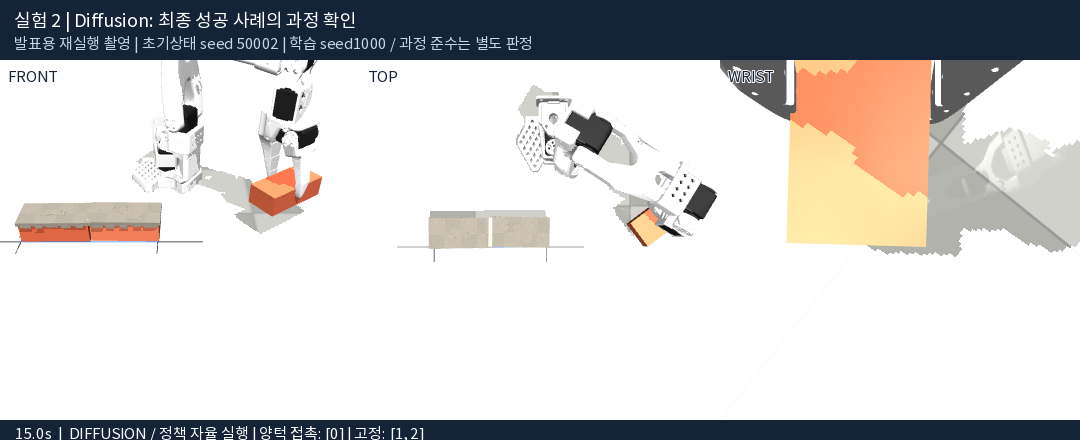 실험 2 | Diffusion: 최종 성공 사례의 과정 확인
발표용 재실행 촬영 | 초기상태 seed 50002 | 학습 seed1000 / 과정 준수는 별도 판정
FRONT
TOP
WRIST
15.0s | DIFFUSION / 정책 자율 실행 | 양턱 접촉: [0] | 고정: [1,2]